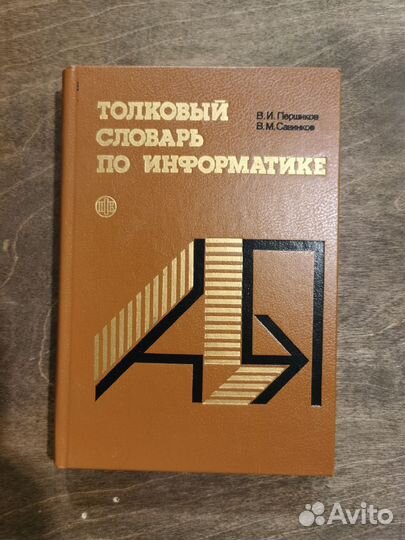 ТОЛКОВЫЙ
СЛОВАРЬ
ПО ИНФОРМАТИКЕ
В. И. Першиков
В. М. Савинков
А Я
Avito